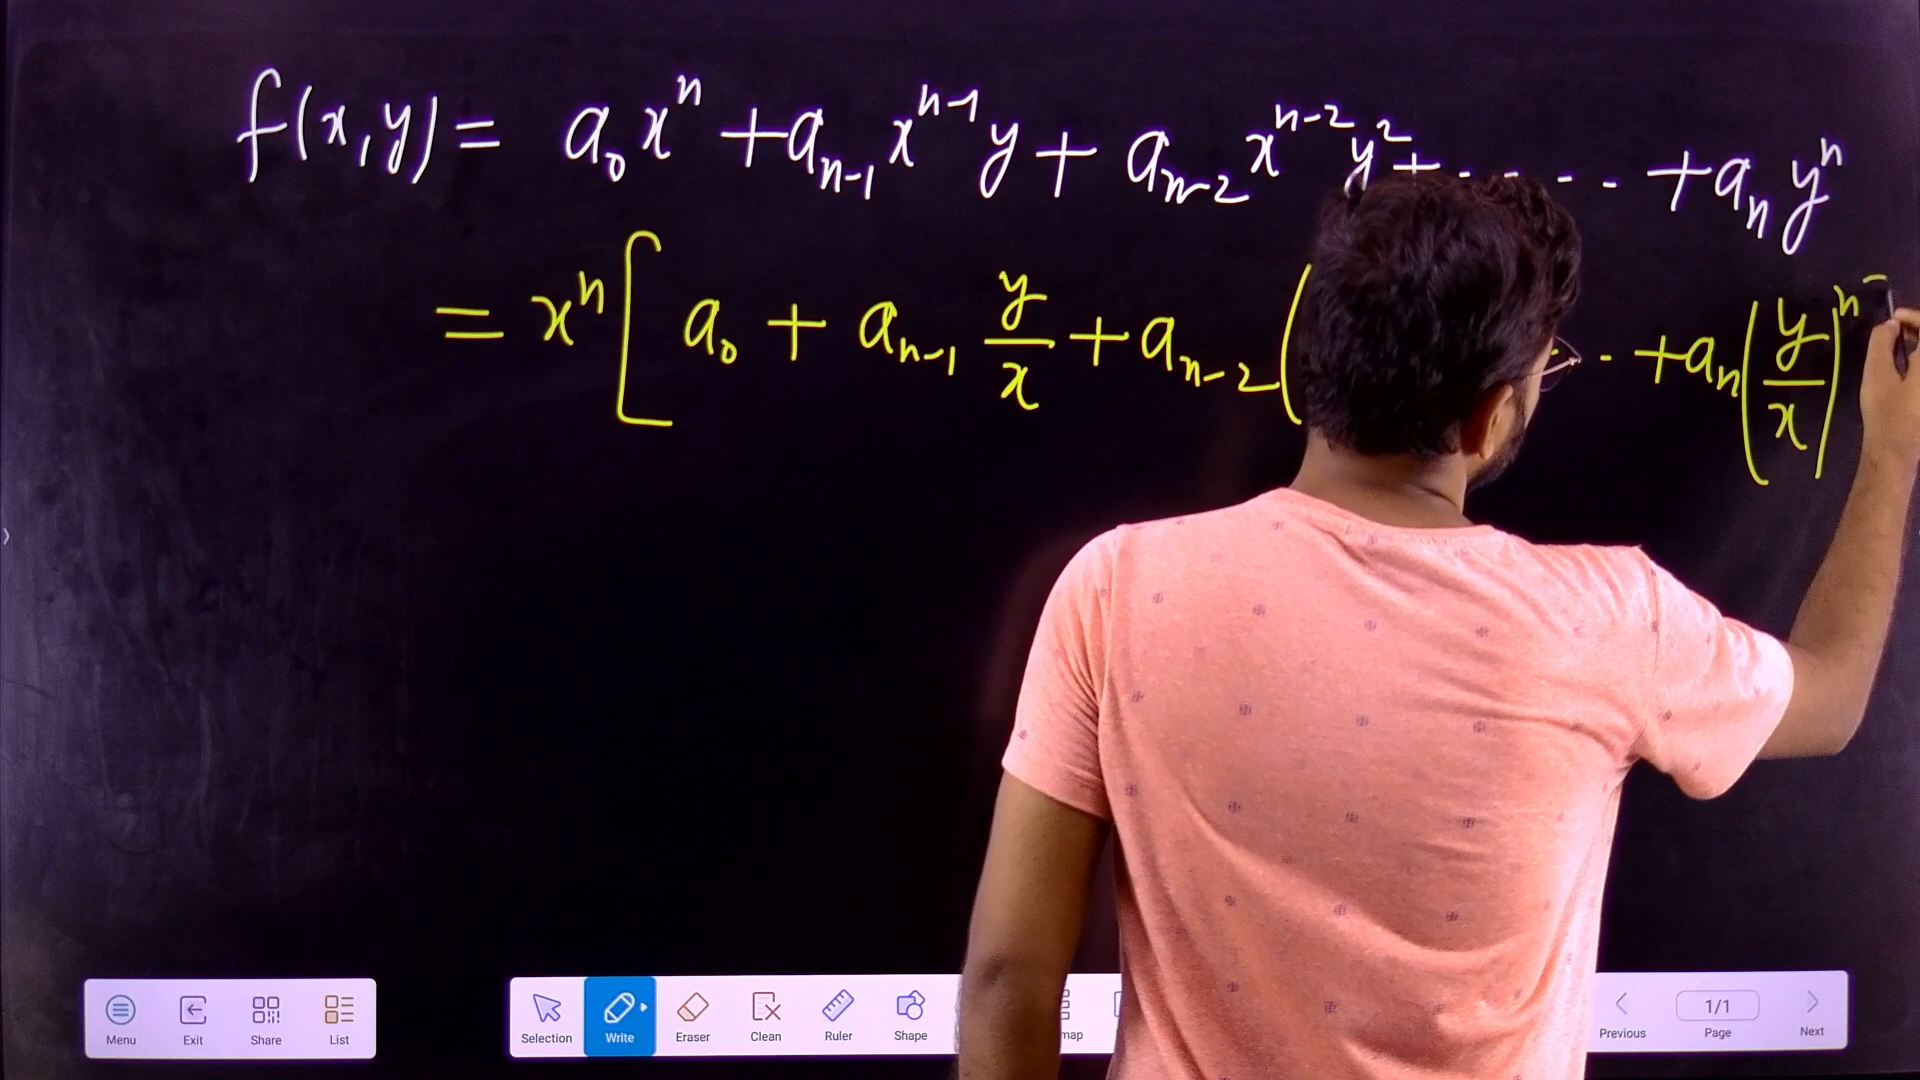 f(x,y) = a₀xⁿ + aₙ₋₁xⁿ⁻¹y + aₙ₋₂xⁿ⁻²y² + - - - - + aₙyⁿ
= xⁿ[ a₀ + aₙ₋₁ y/x + aₙ₋₂( · · + aₙ(y/x)ⁿ
Menu Exit Share List Selection Write Eraser Clean Ruler Shape map Previous 1/1 Page Next